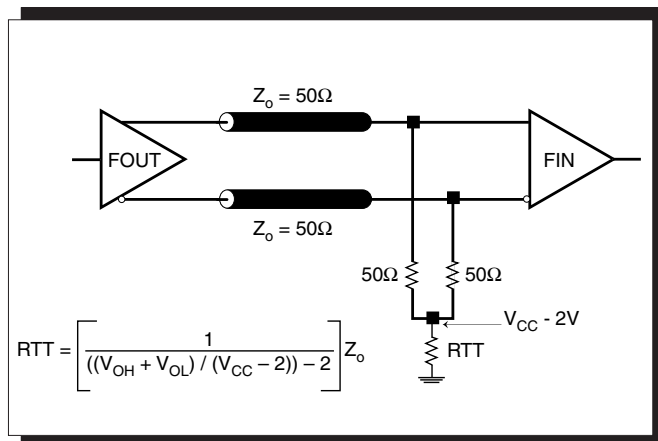 Zo = 50Ω
FOUT
FIN
Zo = 50Ω
50Ω
50Ω
VCC - 2V
RTT
RTT = [ 1 / ((VOH + VOL) / (VCC – 2)) – 2 ] Zo